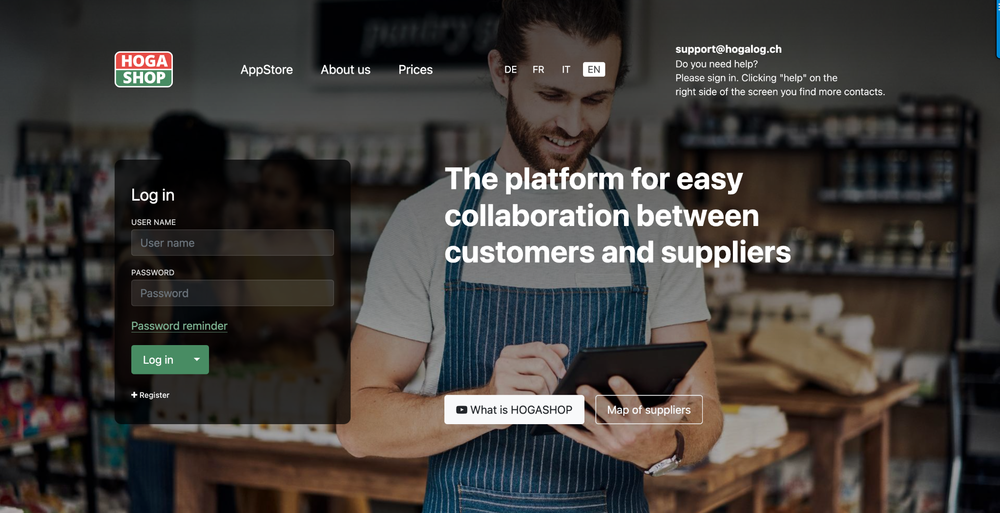 pantry
HOGA
SHOP
AppStore
About us
Prices
DE
FR
IT
EN
support@hogalog.ch
Do you need help?
Please sign in. Clicking "help" on the
right side of the screen you find more contacts.
Log in
USER NAME
User name
PASSWORD
Password
Password reminder
Log in
+ Register
The platform for easy
collaboration between
customers and suppliers
What is HOGASHOP
Map of suppliers